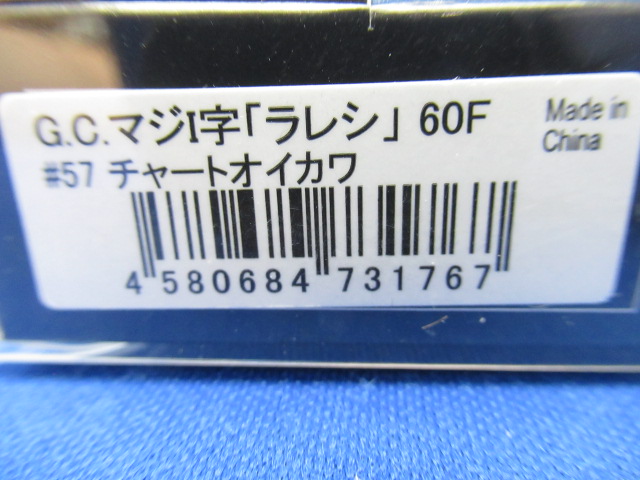 G.C.マジI字「ラレシ」 60F
Made in
China
#57 チャートオイカワ
4 580684 731767